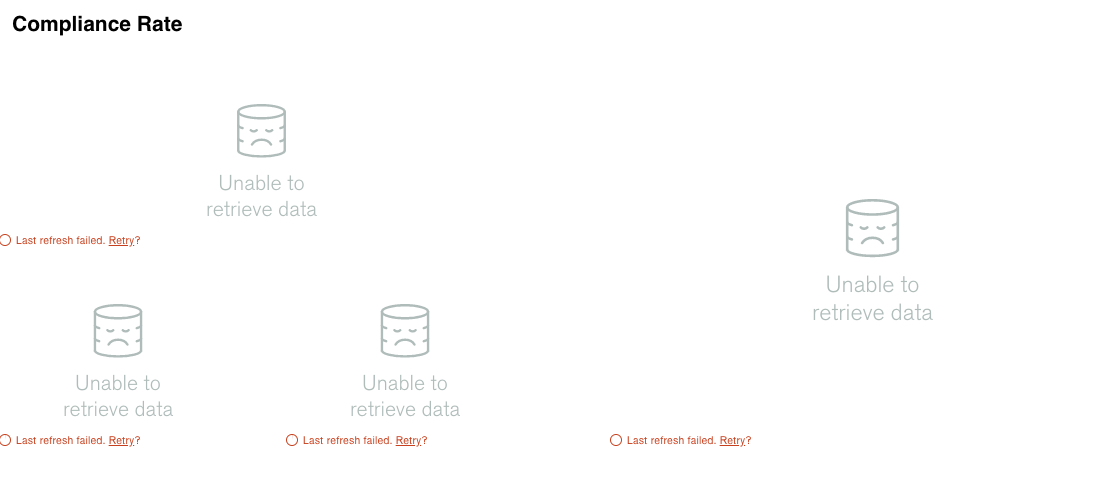 Compliance Rate
Unable to
retrieve data
Last refresh failed. Retry?
Unable to
retrieve data
Last refresh failed. Retry?
Unable to
retrieve data
Last refresh failed. Retry?
Unable to
retrieve data
Last refresh failed. Retry?